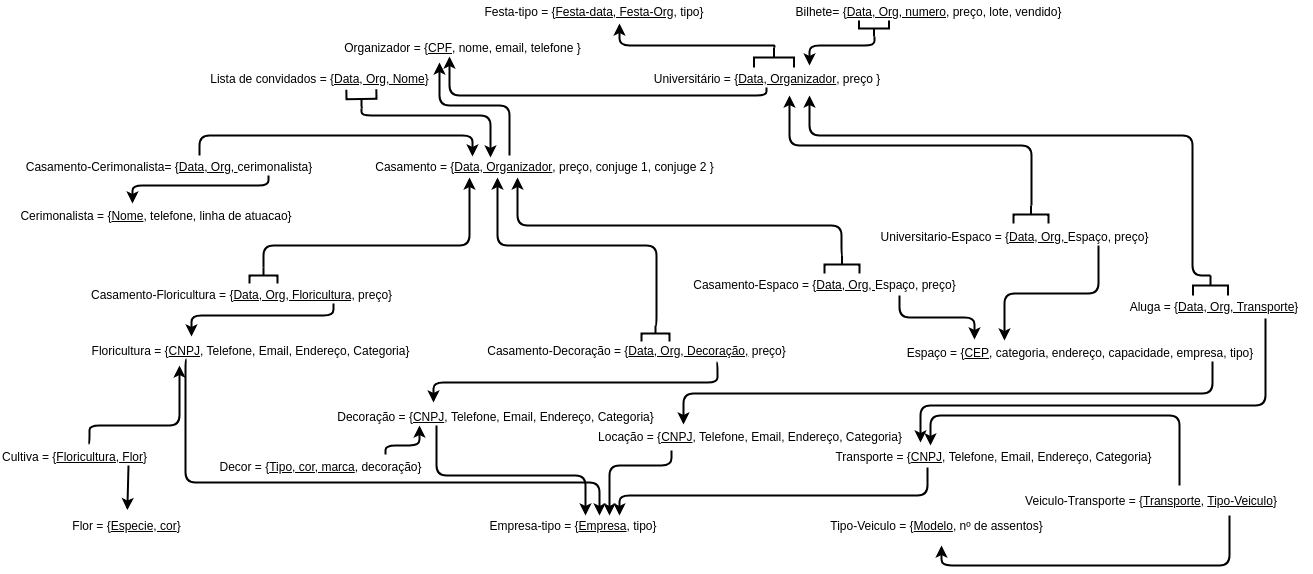 Festa-tipo = {Festa-data, Festa-Org, tipo}
Bilhete= {Data, Org, numero, preço, lote, vendido}
Organizador = {CPF, nome, email, telefone }
Lista de convidados = {Data, Org, Nome}
Universitário = {Data, Organizador, preço }
Casamento-Cerimonalista= {Data, Org, cerimonalista}
Casamento = {Data, Organizador, preço, conjuge 1, conjuge 2 }
Cerimonalista = {Nome, telefone, linha de atuacao}
Universitario-Espaco = {Data, Org, Espaço, preço}
Casamento-Espaco = {Data, Org, Espaço, preço}
Casamento-Floricultura = {Data, Org, Floricultura, preço}
Aluga = {Data, Org, Transporte}
Floricultura = {CNPJ, Telefone, Email, Endereço, Categoria}
Casamento-Decoração = {Data, Org, Decoração, preço}
Espaço = {CEP, categoria, endereço, capacidade, empresa, tipo}
Decoração = {CNPJ, Telefone, Email, Endereço, Categoria}
Locação = {CNPJ, Telefone, Email, Endereço, Categoria}
Cultiva = {Floricultura, Flor}
Transporte = {CNPJ, Telefone, Email, Endereço, Categoria}
Decor = {Tipo, cor, marca, decoração}
Veiculo-Transporte = {Transporte, Tipo-Veiculo}
Flor = {Especie, cor}
Empresa-tipo = {Empresa, tipo}
Tipo-Veiculo = {Modelo, nº de assentos}